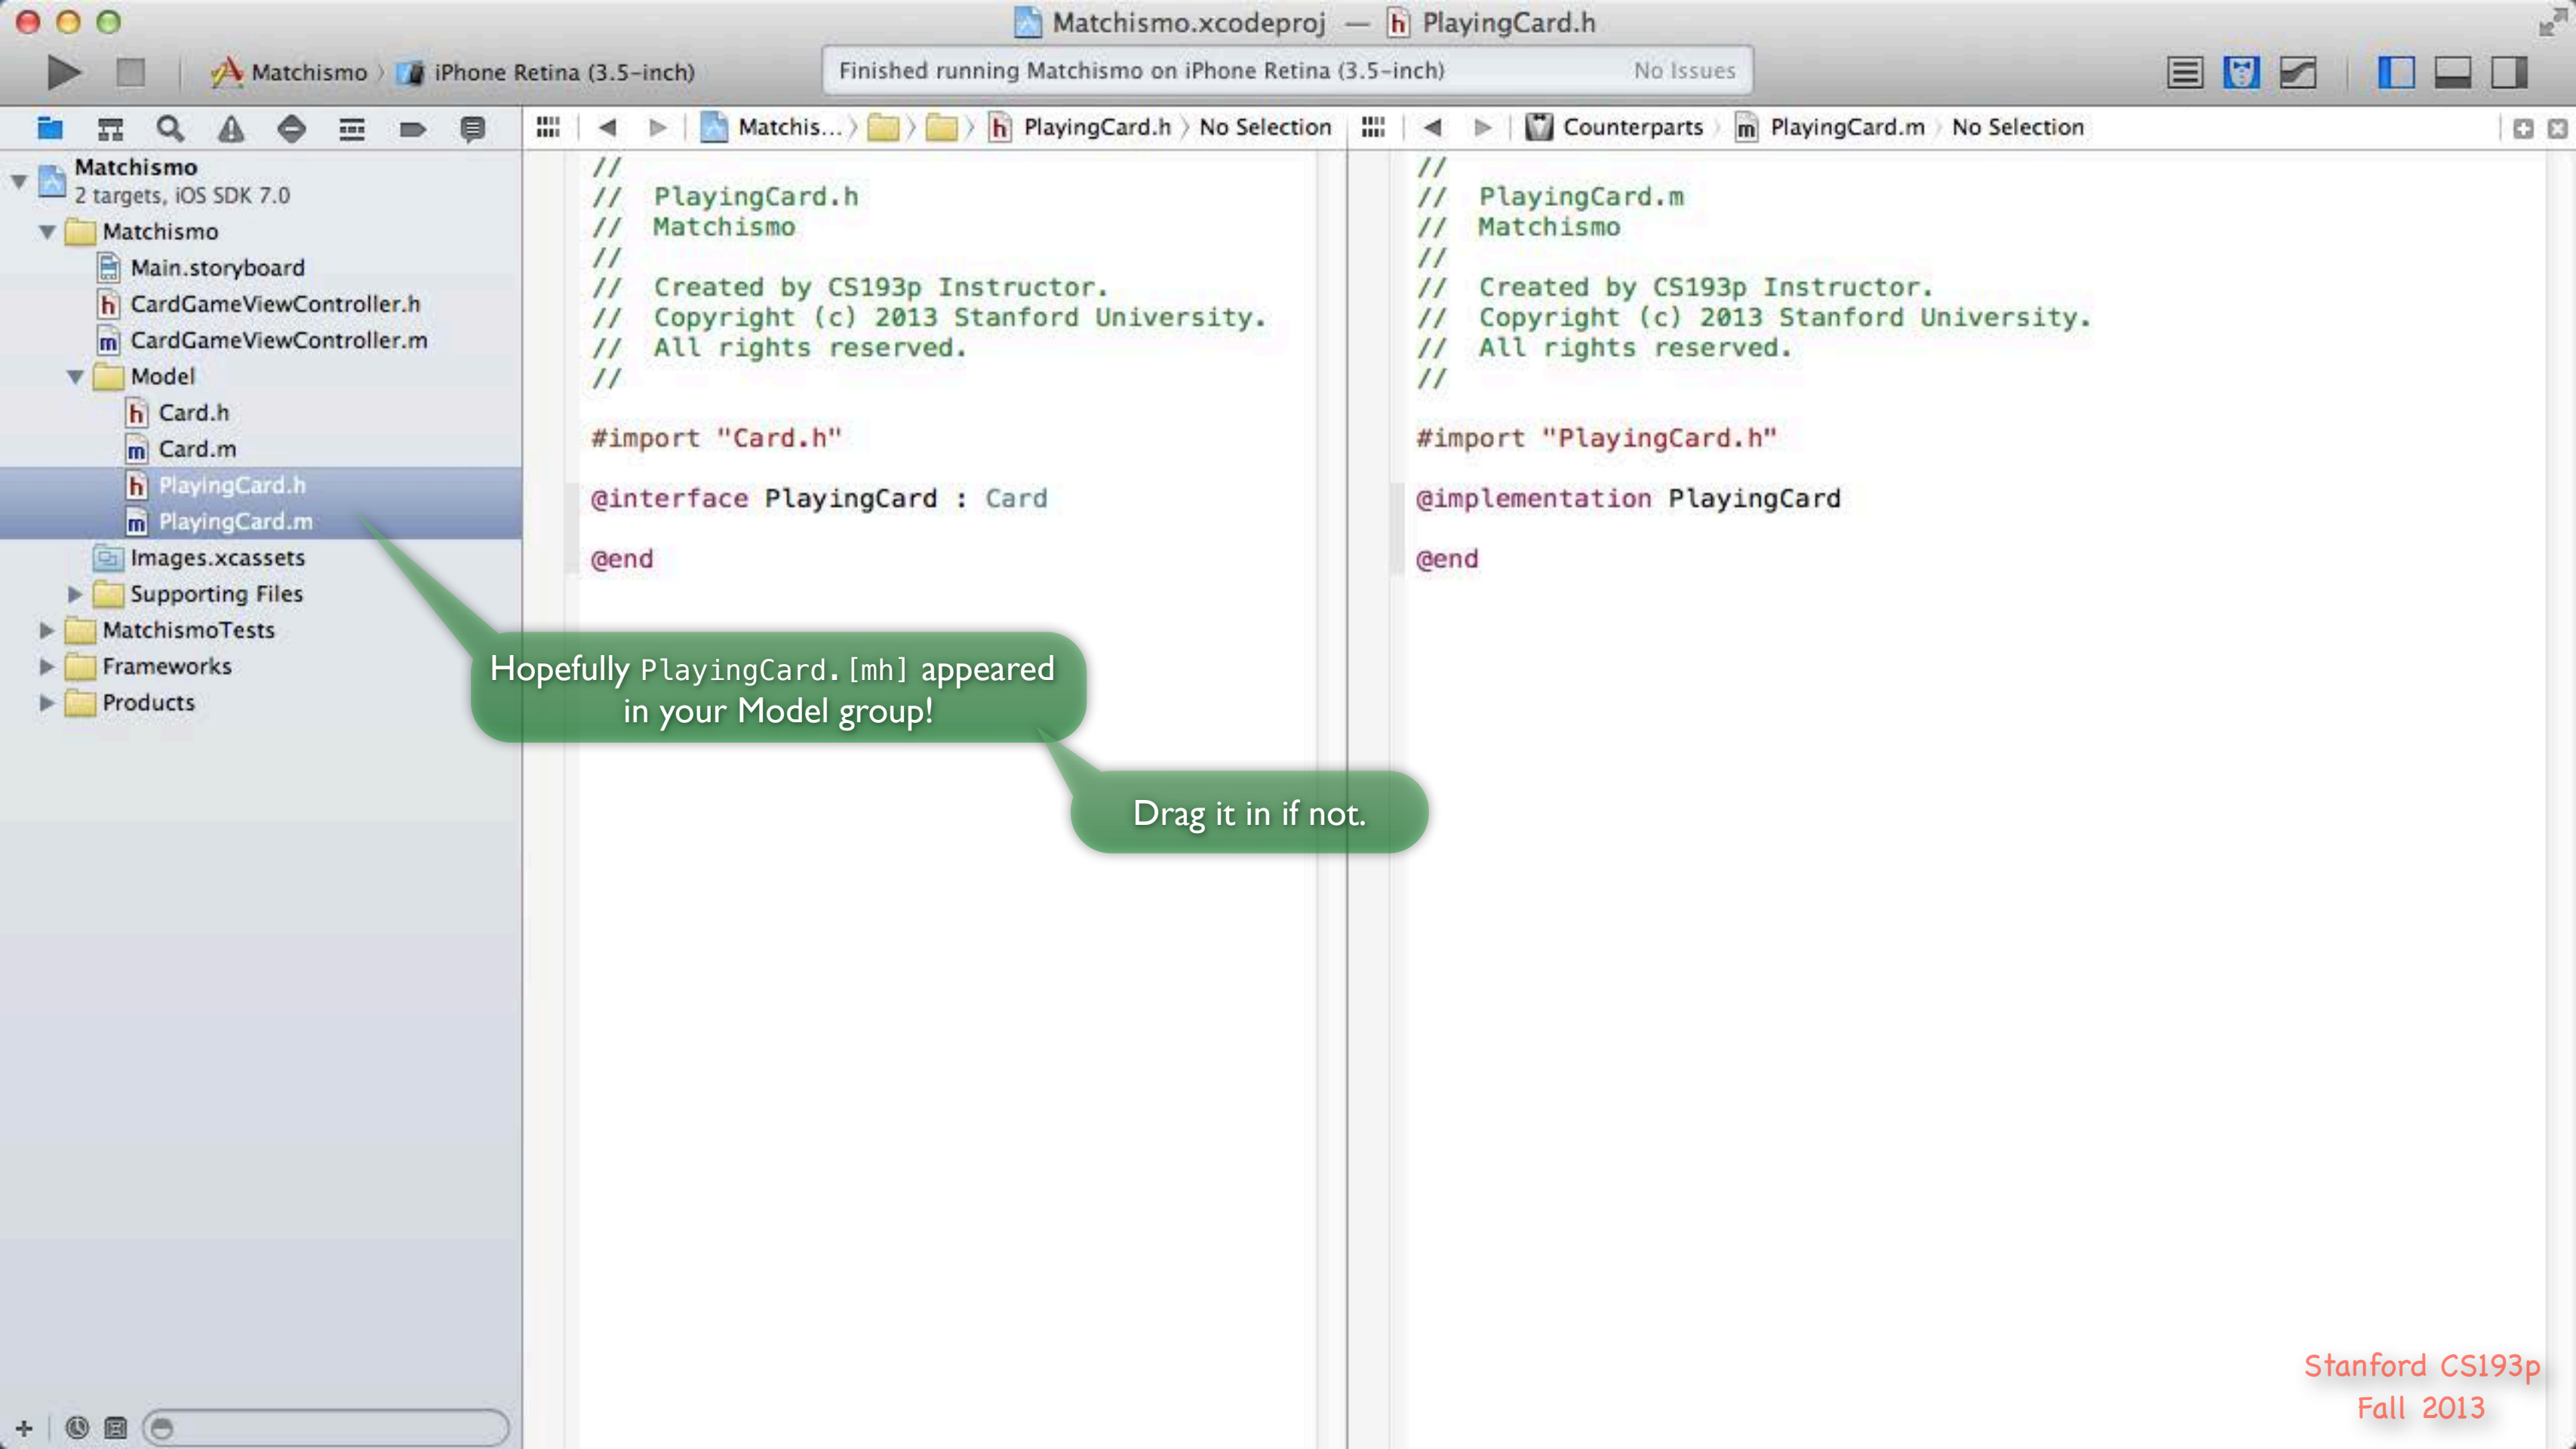 Matchismo.xcodeproj — PlayingCard.h
Matchismo
iPhone Retina (3.5-inch)
Finished running Matchismo on iPhone Retina (3.5-inch)
No Issues
Matchis...
PlayingCard.h
No Selection
Counterparts
PlayingCard.m
No Selection
Matchismo
2 targets, iOS SDK 7.0
Matchismo
Main.storyboard
CardGameViewController.h
CardGameViewController.m
Model
Card.h
Card.m
PlayingCard.h
PlayingCard.m
Images.xcassets
Supporting Files
MatchismoTests
Frameworks
Products
//
//  PlayingCard.h
//  Matchismo
//
//  Created by CS193p Instructor.
//  Copyright (c) 2013 Stanford University.
//  All rights reserved.
//
#import "Card.h"
@interface PlayingCard : Card
@end
//
//  PlayingCard.m
//  Matchismo
//
//  Created by CS193p Instructor.
//  Copyright (c) 2013 Stanford University.
//  All rights reserved.
//
#import "PlayingCard.h"
@implementation PlayingCard
@end
Hopefully PlayingCard.[mh] appeared
in your Model group!
Drag it in if not.
Stanford CS193p
Fall 2013